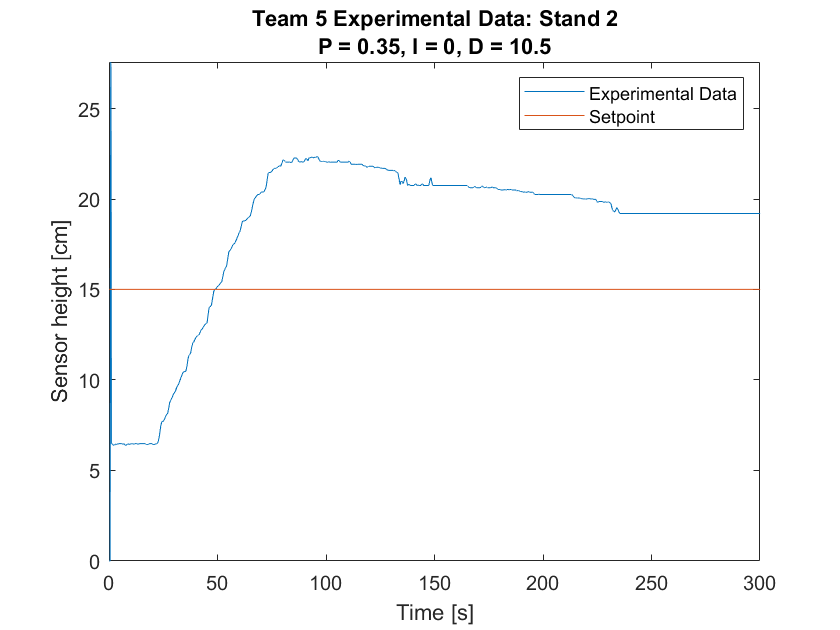 Team 5 Experimental Data: Stand 2
P = 0.35, I = 0, D = 10.5
Experimental Data
Setpoint
25
20
15
10
5
0
Sensor height [cm]
0 50 100 150 200 250 300
Time [s]